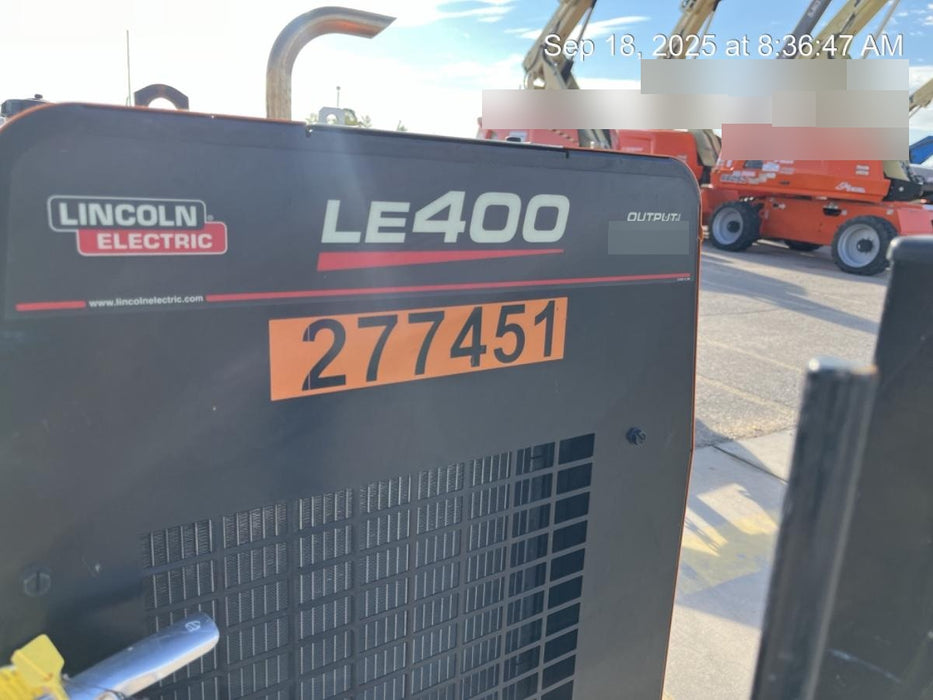 Sep 18, 2025 at 8:36:47 AM
LINCOLN
ELECTRIC
LE400
OUTPUT
www.lincolnelectric.com
277451